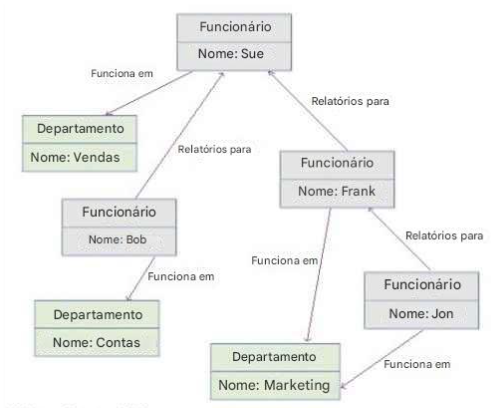 Funcionário
Nome: Sue
Funciona em
Relatórios para
Departamento
Nome: Vendas
Relatórios para
Funcionário
Nome: Frank
Funcionário
Nome: Bob
Relatórios para
Funciona em
Funciona em
Funcionário
Nome: Jon
Departamento
Nome: Contas
Departamento
Nome: Marketing
Funciona em